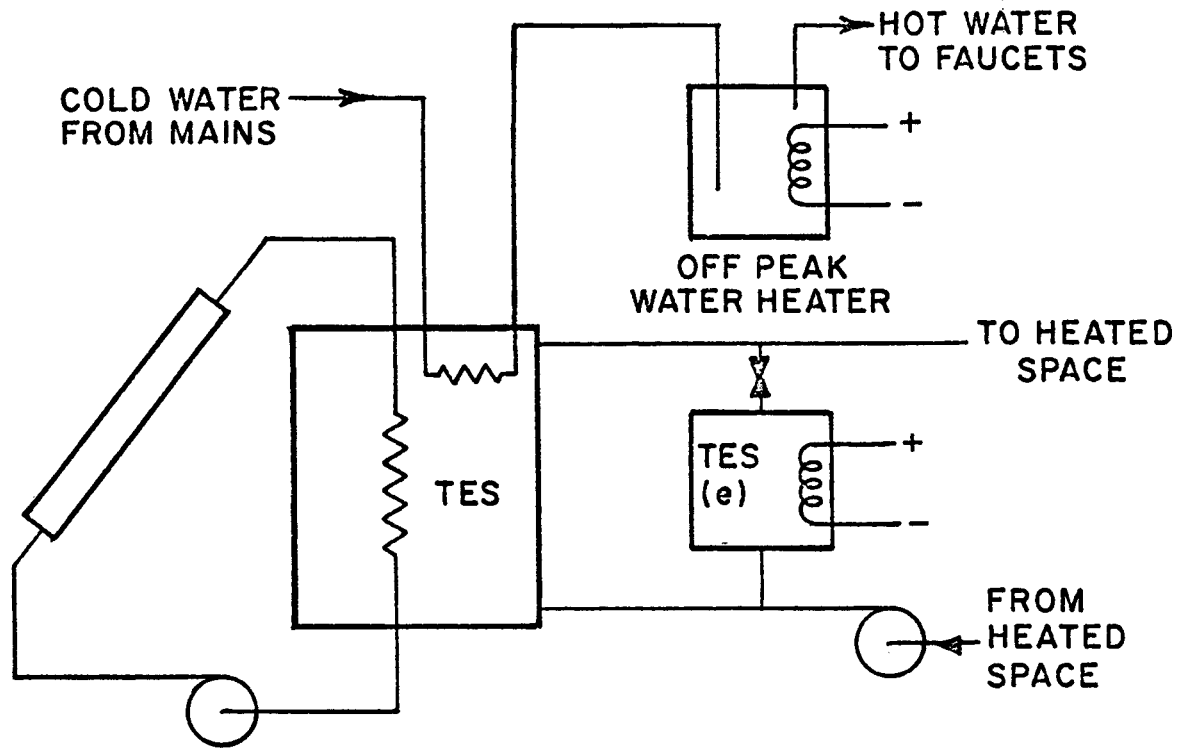 HOT WATER
TO FAUCETS
COLD WATER
FROM MAINS
+
−
OFF PEAK
WATER HEATER
TO HEATED
SPACE
TES
TES
(e)
+
−
FROM
HEATED
SPACE